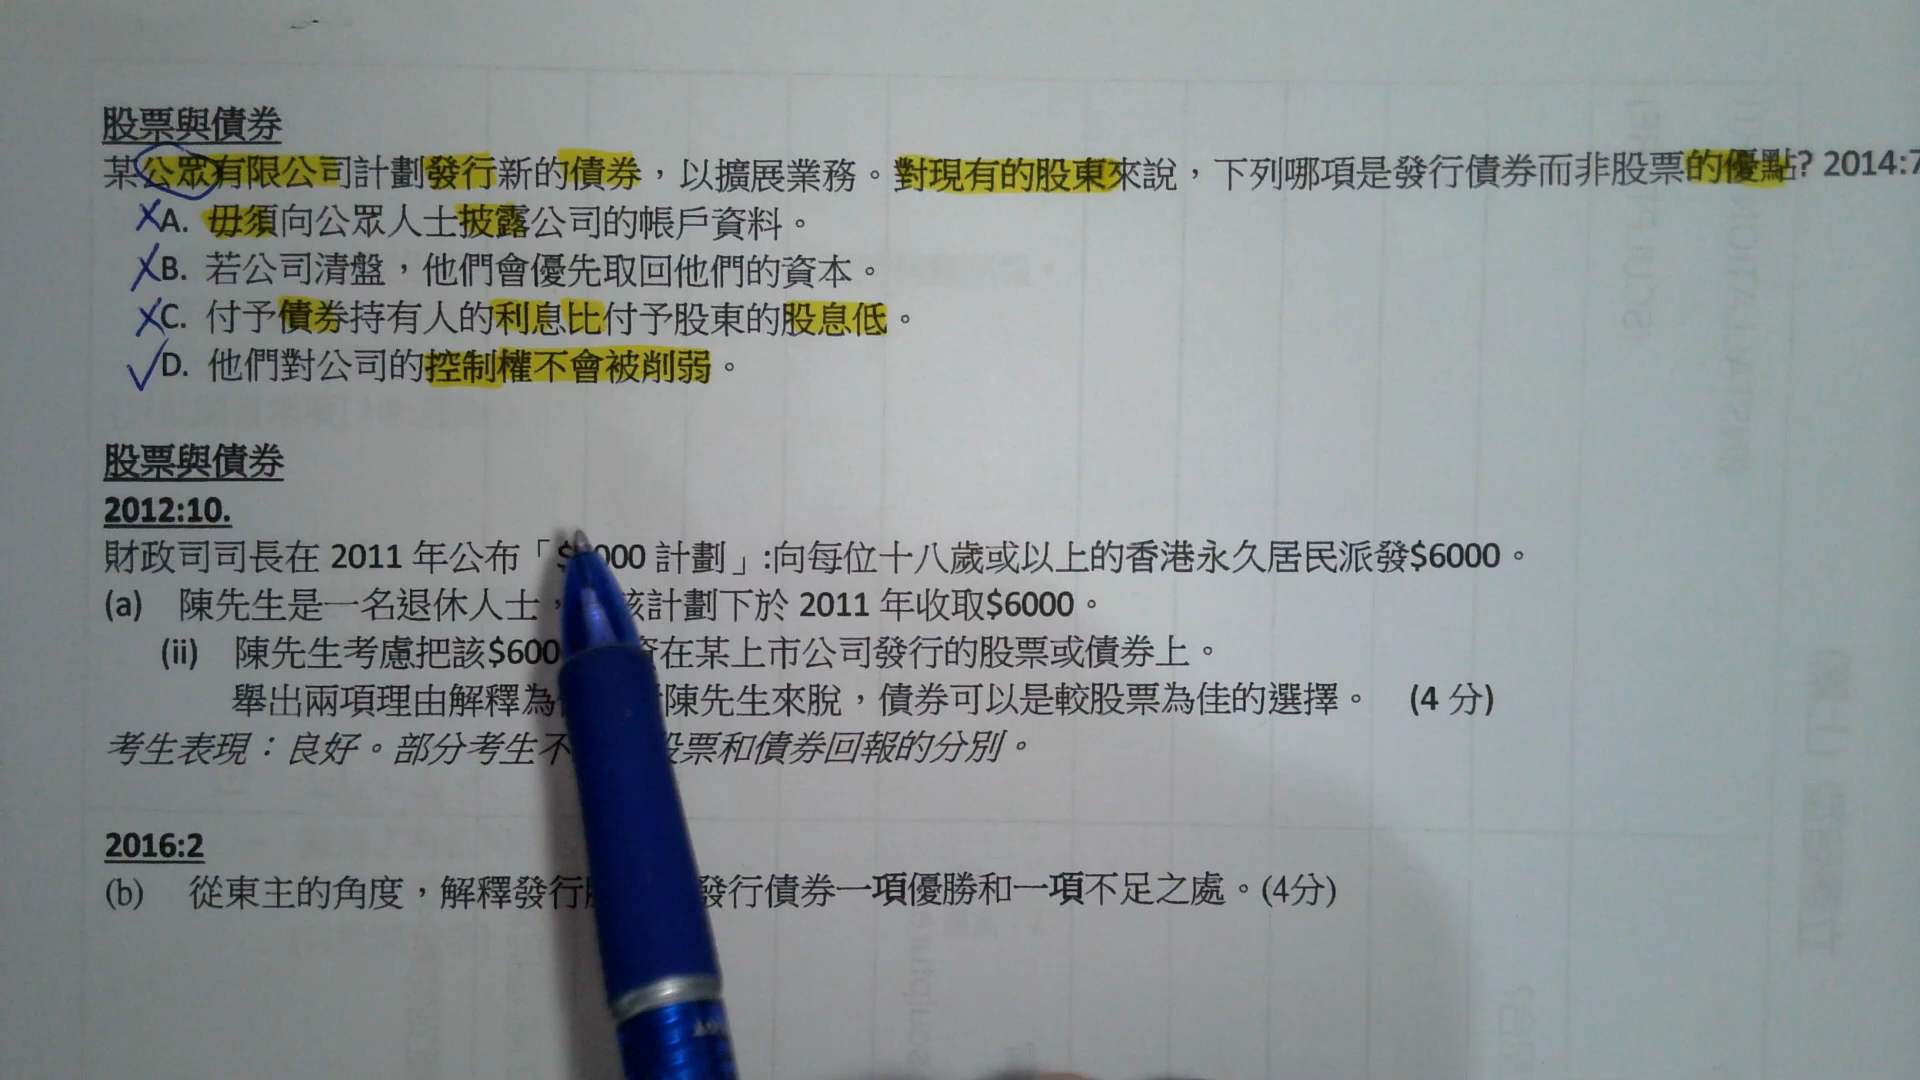 股票與債券
某公眾有限公司計劃發行新的債券,以擴展業務。對現有的股東來說,下列哪項是發行債券而非股票的優點? 2014:7
A. 毋須向公眾人士披露公司的帳戶資料。
B. 若公司清盤,他們會優先取回他們的資本。
C. 付予債券持有人的利息比付予股東的股息低。
D. 他們對公司的控制權不會被削弱。
股票與債券
2012:10.
財政司司長在 2011 年公布「$ 000 計劃」:向每位十八歲或以上的香港永久居民派發$6000。
(a) 陳先生是一名退休人士, 該計劃下於 2011 年收取$6000。
(ii) 陳先生考慮把該$600 資在某上市公司發行的股票或債券上。
舉出兩項理由解釋為 陳先生來脫,債券可以是較股票為佳的選擇。 (4 分)
考生表現:良好。部分考生不 股票和債券回報的分別。
2016:2
(b) 從東主的角度,解釋發行 發行債券一項優勝和一項不足之處。(4分)